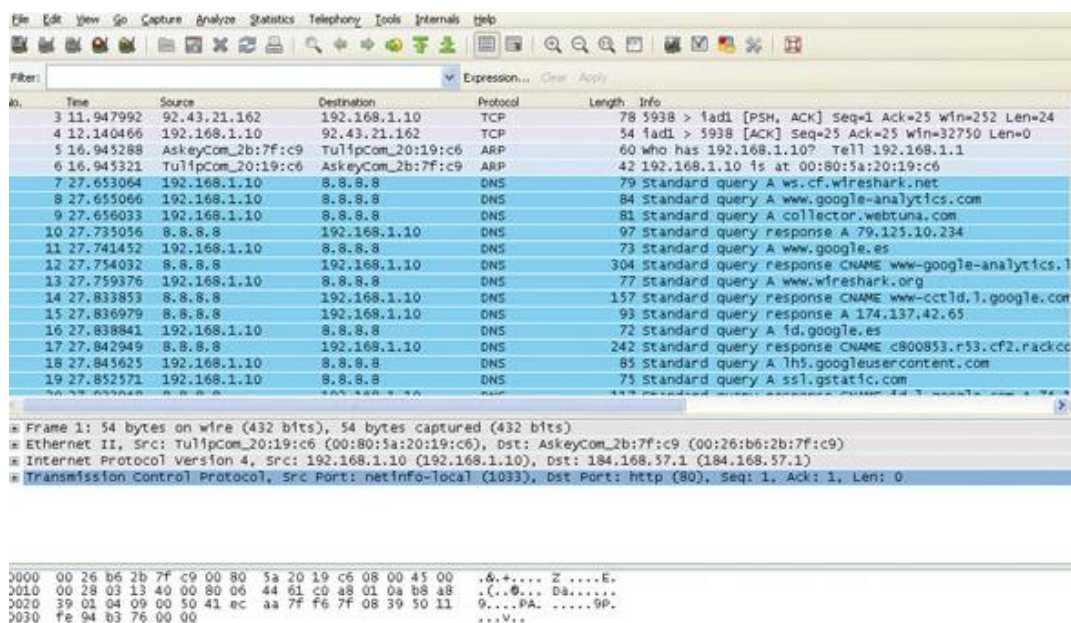 File Edit View Go Capture Analyze Statistics Telephony Tools Internals Help
Filter: Expression... Clear Apply
No. Time Source Destination Protocol Length Info
3 11.947992 92.43.21.162 192.168.1.10 TCP 78 5938 > iad1 [PSH, ACK] Seq=1 Ack=25 Win=252 Len=24
4 12.140466 192.168.1.10 92.43.21.162 TCP 54 iad1 > 5938 [ACK] Seq=25 Ack=25 Win=32750 Len=0
5 16.945288 AskeyCom_2b:7f:c9 TulipCom_20:19:c6 ARP 60 Who has 192.168.1.10? Tell 192.168.1.1
6 16.945321 TulipCom_20:19:c6 AskeyCom_2b:7f:c9 ARP 42 192.168.1.10 is at 00:80:5a:20:19:c6
7 27.653064 192.168.1.10 8.8.8.8 DNS 79 Standard query A ws.cf.wireshark.net
8 27.655066 192.168.1.10 8.8.8.8 DNS 84 Standard query A www.google-analytics.com
9 27.656033 192.168.1.10 8.8.8.8 DNS 81 Standard query A collector.webtuna.com
10 27.735056 8.8.8.8 192.168.1.10 DNS 97 Standard query response A 79.125.10.234
11 27.741452 192.168.1.10 8.8.8.8 DNS 73 Standard query A www.google.es
12 27.754032 8.8.8.8 192.168.1.10 DNS 304 Standard query response CNAME www-google-analytics.l
13 27.759376 192.168.1.10 8.8.8.8 DNS 77 Standard query A www.wireshark.org
14 27.833853 8.8.8.8 192.168.1.10 DNS 157 Standard query response CNAME www-cctld.l.google.com
15 27.836979 8.8.8.8 192.168.1.10 DNS 93 Standard query response A 174.137.42.65
16 27.838841 192.168.1.10 8.8.8.8 DNS 72 Standard query A id.google.es
17 27.842949 8.8.8.8 192.168.1.10 DNS 242 Standard query response CNAME c800853.r53.cf2.rackco
18 27.845625 192.168.1.10 8.8.8.8 DNS 85 Standard query A lh5.googleusercontent.com
19 27.852571 192.168.1.10 8.8.8.8 DNS 75 Standard query A ssl.gstatic.com
Frame 1: 54 bytes on wire (432 bits), 54 bytes captured (432 bits)
Ethernet II, Src: TulipCom_20:19:c6 (00:80:5a:20:19:c6), Dst: AskeyCom_2b:7f:c9 (00:26:b6:2b:7f:c9)
Internet Protocol Version 4, Src: 192.168.1.10 (192.168.1.10), Dst: 184.168.57.1 (184.168.57.1)
Transmission Control Protocol, Src Port: netinfo-local (1033), Dst Port: http (80), Seq: 1, Ack: 1, Len: 0
0000 00 26 b6 2b 7f c9 00 80 5a 20 19 c6 08 00 45 00 .&.+.... Z ....E.
0010 00 28 03 13 40 00 80 06 44 61 c0 a8 01 0a b8 a8 .(..@... Da......
0020 39 01 04 09 00 50 41 ec aa 7f f6 7f 08 39 50 11 9....PA. .....9P.
0030 fe 94 b3 76 00 00 ...v..